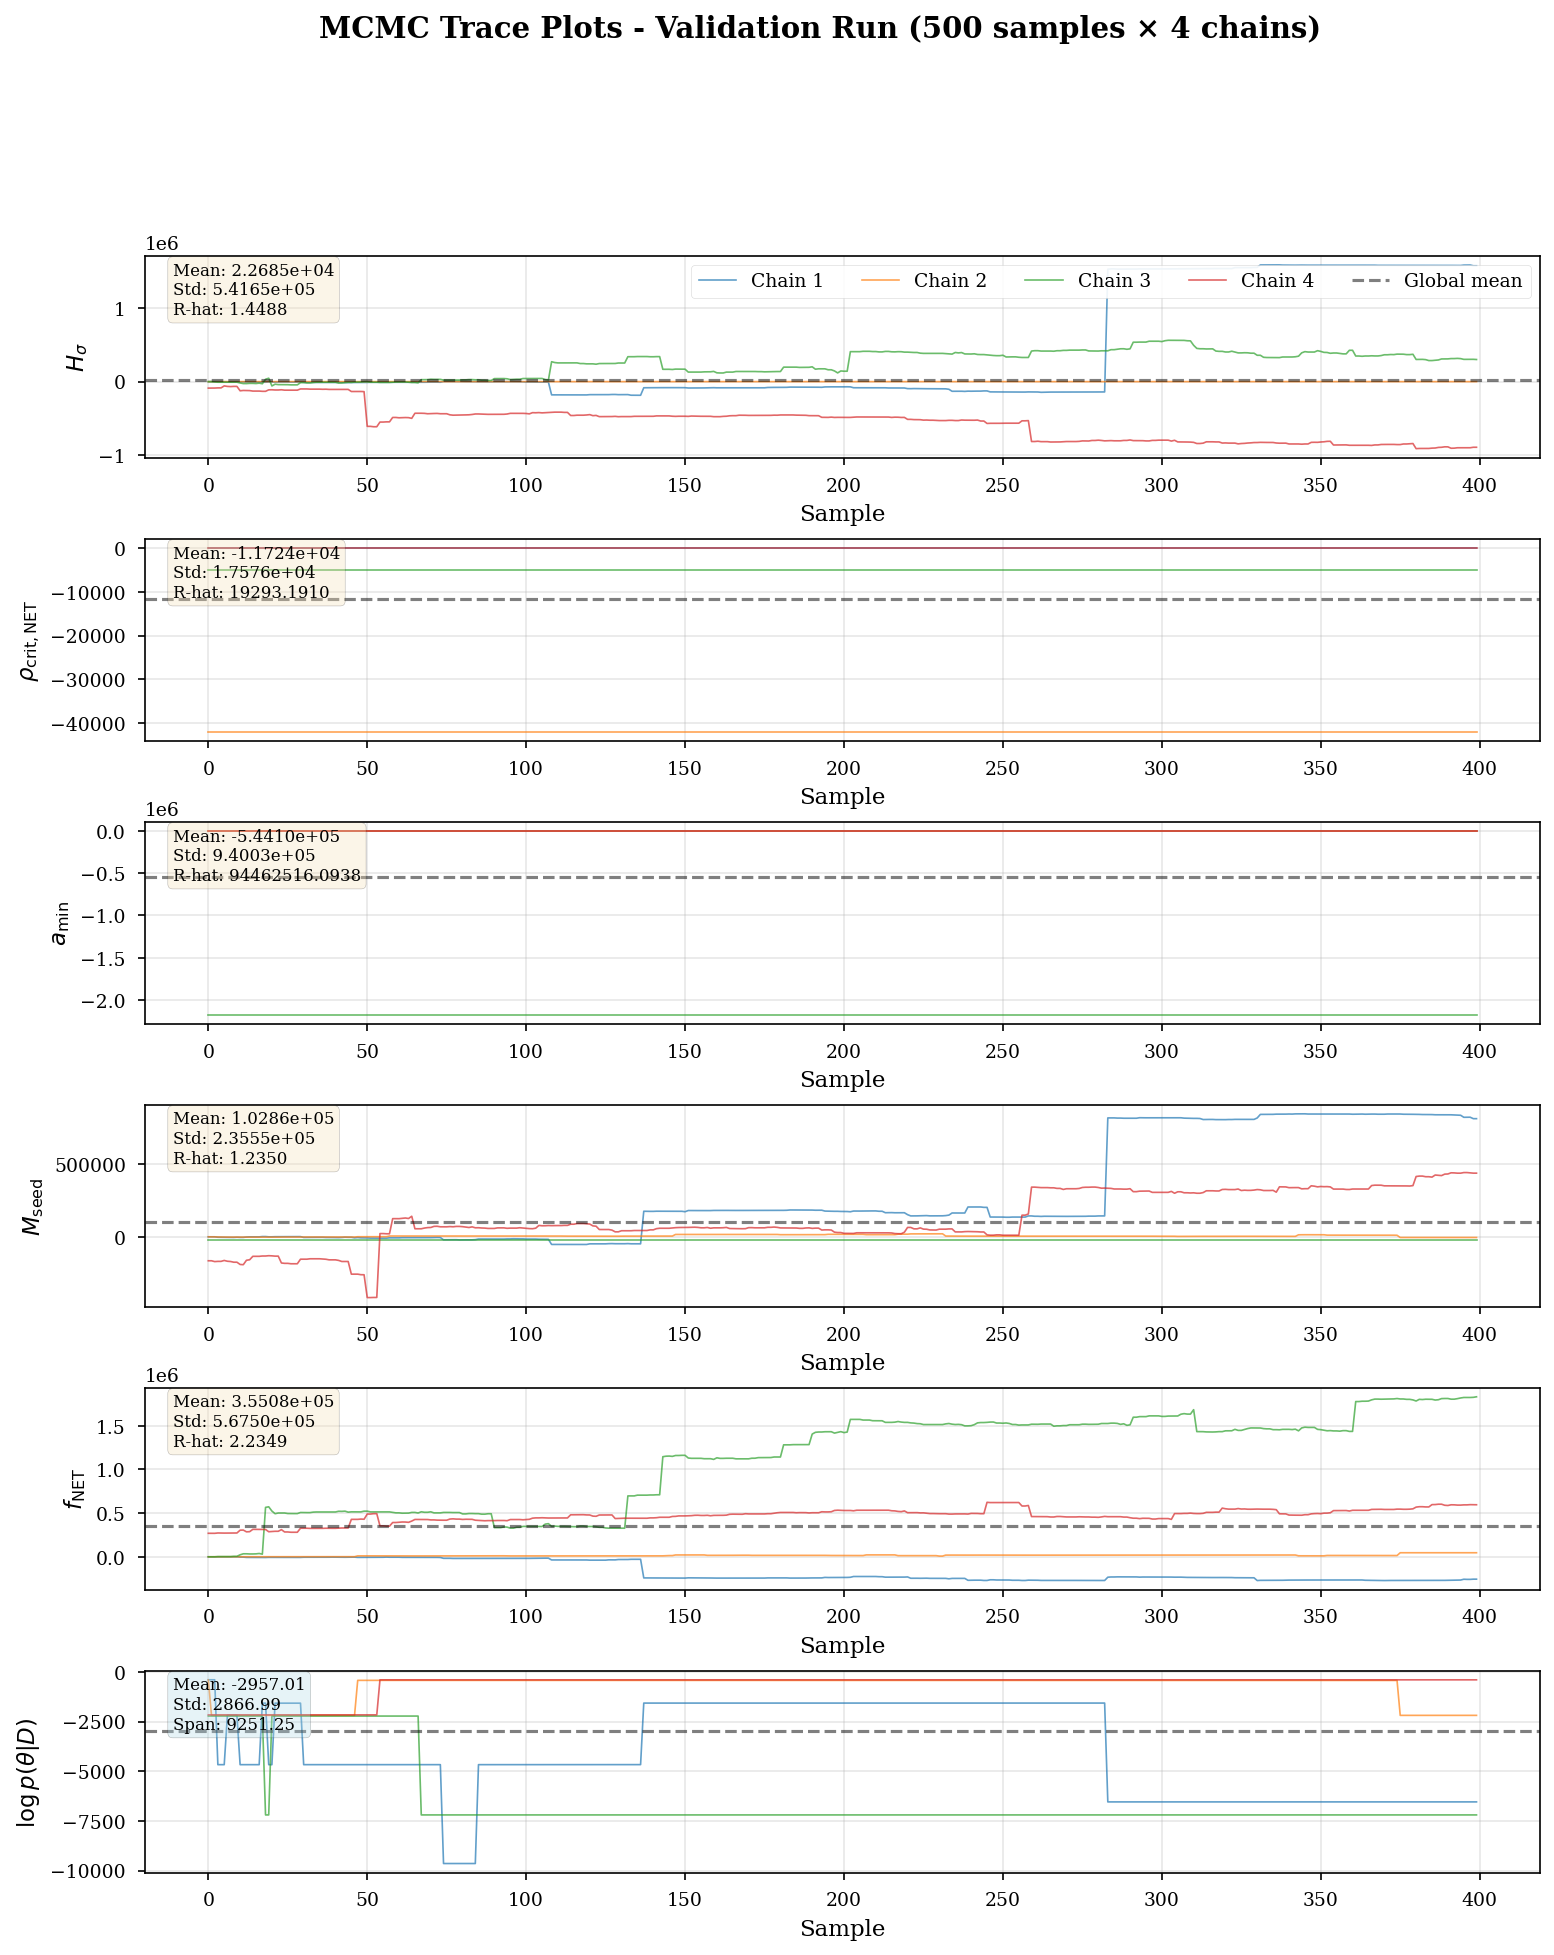 MCMC Trace Plots - Validation Run (500 samples × 4 chains)
1e6
Mean: 2.2685e+04
Std: 5.4165e+05
R-hat: 1.4488
Chain 1 Chain 2 Chain 3 Chain 4 Global mean
1
0
−1
H_σ
0 50 100 150 200 250 300 350 400
Sample
Mean: -1.1724e+04
Std: 1.7576e+04
R-hat: 19293.1910
0
−10000
−20000
−30000
−40000
ρ_crit, NET
0 50 100 150 200 250 300 350 400
Sample
1e6
Mean: -5.4410e+05
Std: 9.4003e+05
R-hat: 94462516.0938
0.0
−0.5
−1.0
−1.5
−2.0
a_min
0 50 100 150 200 250 300 350 400
Sample
Mean: 1.0286e+05
Std: 2.3555e+05
R-hat: 1.2350
500000
0
M_seed
0 50 100 150 200 250 300 350 400
Sample
1e6
Mean: 3.5508e+05
Std: 5.6750e+05
R-hat: 2.2349
1.5
1.0
0.5
0.0
f_NET
0 50 100 150 200 250 300 350 400
Sample
Mean: -2957.01
Std: 2866.99
Span: 9251.25
0
−2500
−5000
−7500
−10000
log p(θ|D)
0 50 100 150 200 250 300 350 400
Sample